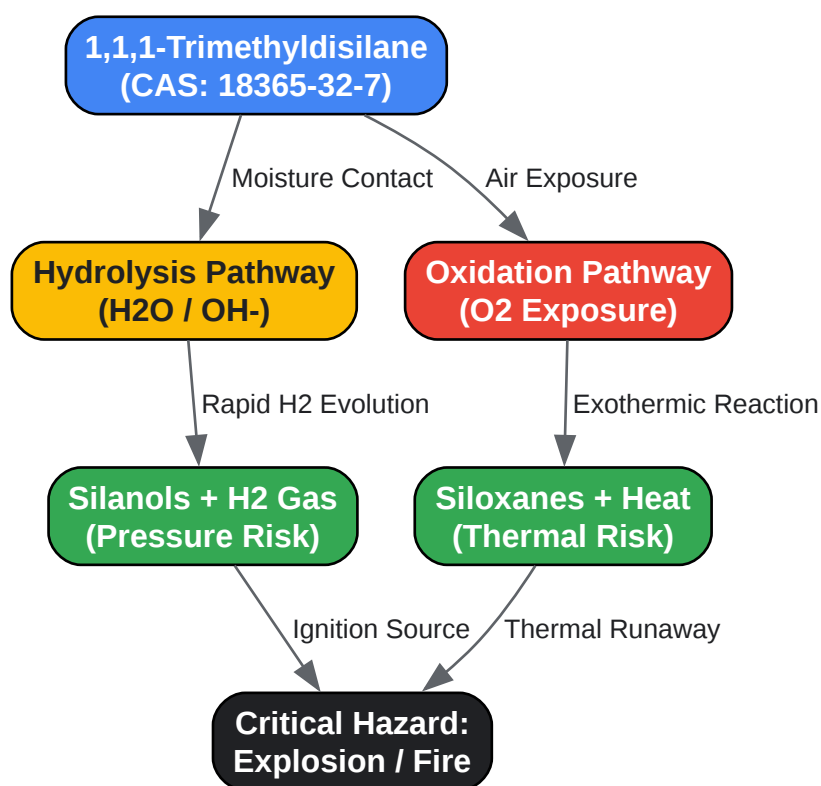 1,1,1-Trimethyldisilane
(CAS: 18365-32-7)
Moisture Contact
Air Exposure
Hydrolysis Pathway
(H2O / OH-)
Oxidation Pathway
(O2 Exposure)
Rapid H2 Evolution
Exothermic Reaction
Silanols + H2 Gas
(Pressure Risk)
Siloxanes + Heat
(Thermal Risk)
Ignition Source
Thermal Runaway
Critical Hazard:
Explosion / Fire